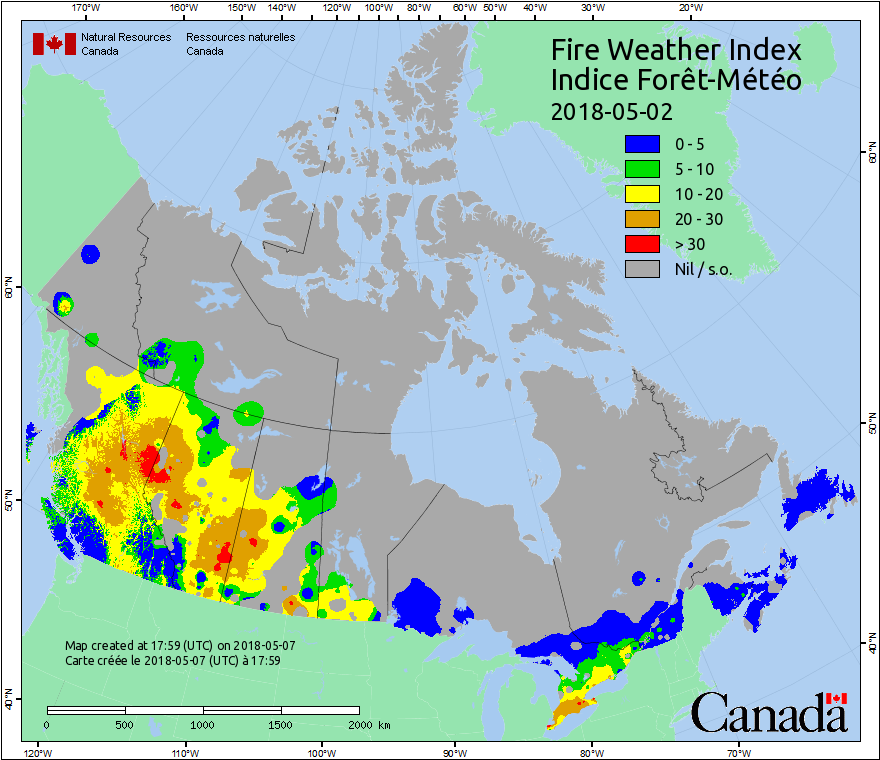 170°W 160°W 150°W 140°W 130°W 120°W 110°W 100°W 90°W 80°W 70°W 60°W 50°W 40°W 30°W 20°W
Natural Resources Canada
Ressources naturelles Canada
Fire Weather Index
Indice Forêt-Météo
2018-05-02
0 - 5
5 - 10
10 - 20
20 - 30
> 30
Nil / s.o.
60°N
60°N
50°N
50°N
40°N
40°N
Map created at 17:59 (UTC) on 2018-05-07
Carte créée le 2018-05-07 (UTC) à 17:59
0 500 1000 1500 2000 km
Canada
120°W 110°W 100°W 90°W 80°W 70°W